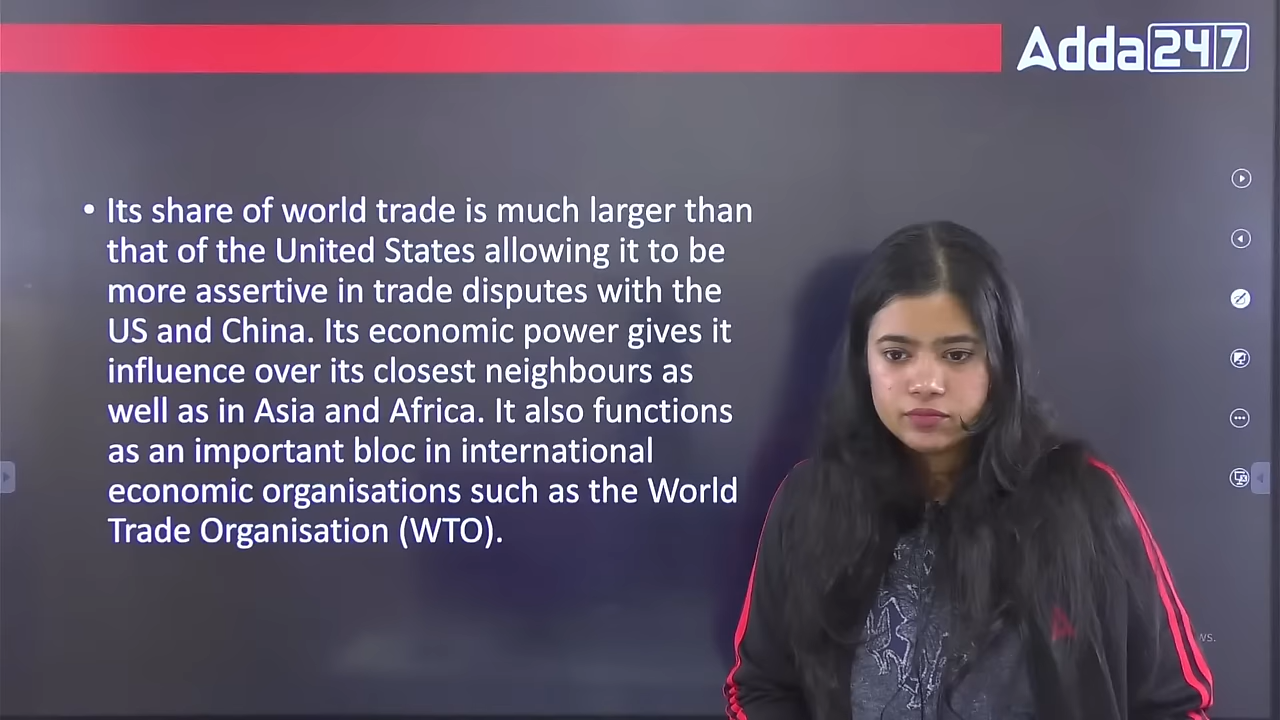 Adda247
• Its share of world trade is much larger than
that of the United States allowing it to be
more assertive in trade disputes with the
US and China. Its economic power gives it
influence over its closest neighbours as
well as in Asia and Africa. It also functions
as an important bloc in international
economic organisations such as the World
Trade Organisation (WTO).